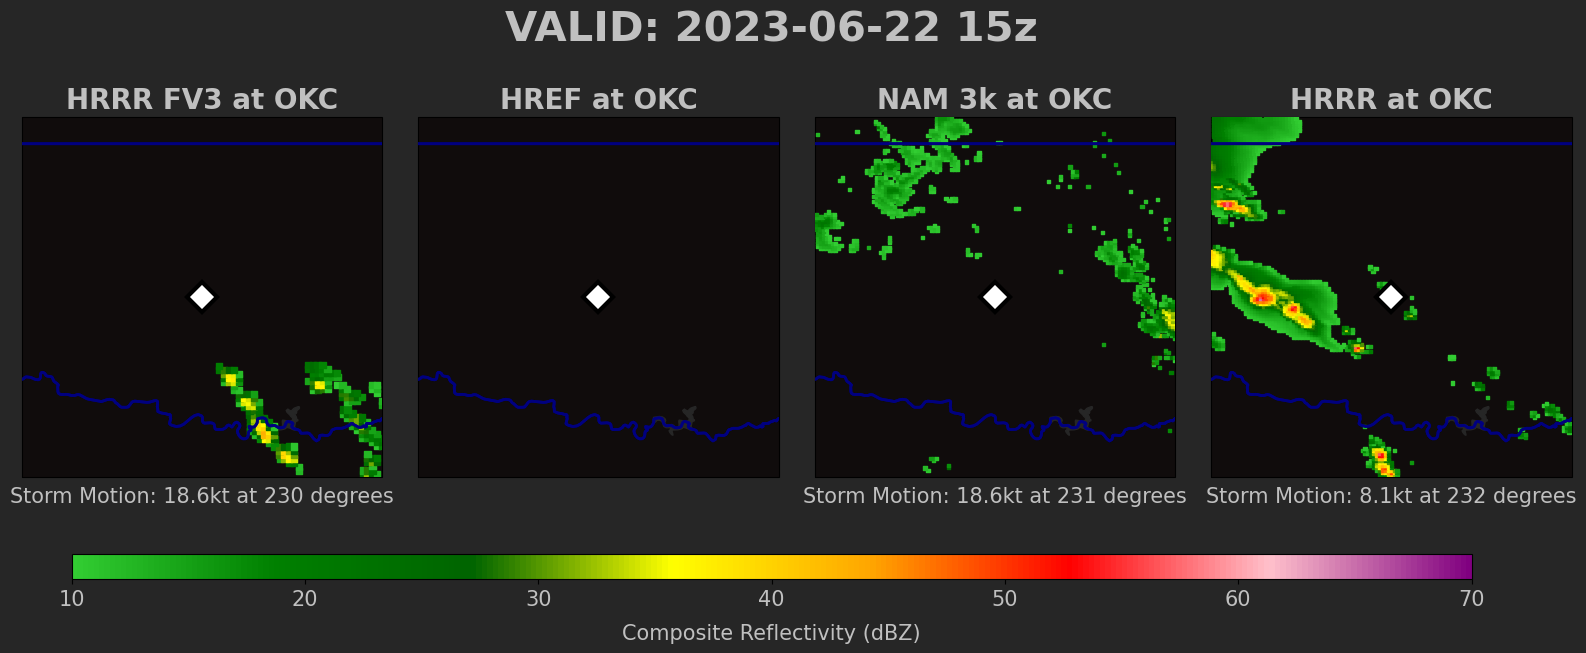 VALID: 2023-06-22 15z
HRRR FV3 at OKC
HREF at OKC
NAM 3k at OKC
HRRR at OKC
Storm Motion: 18.6kt at 230 degrees
Storm Motion: 18.6kt at 231 degrees
Storm Motion: 8.1kt at 232 degrees
10 20 30 40 50 60 70
Composite Reflectivity (dBZ)